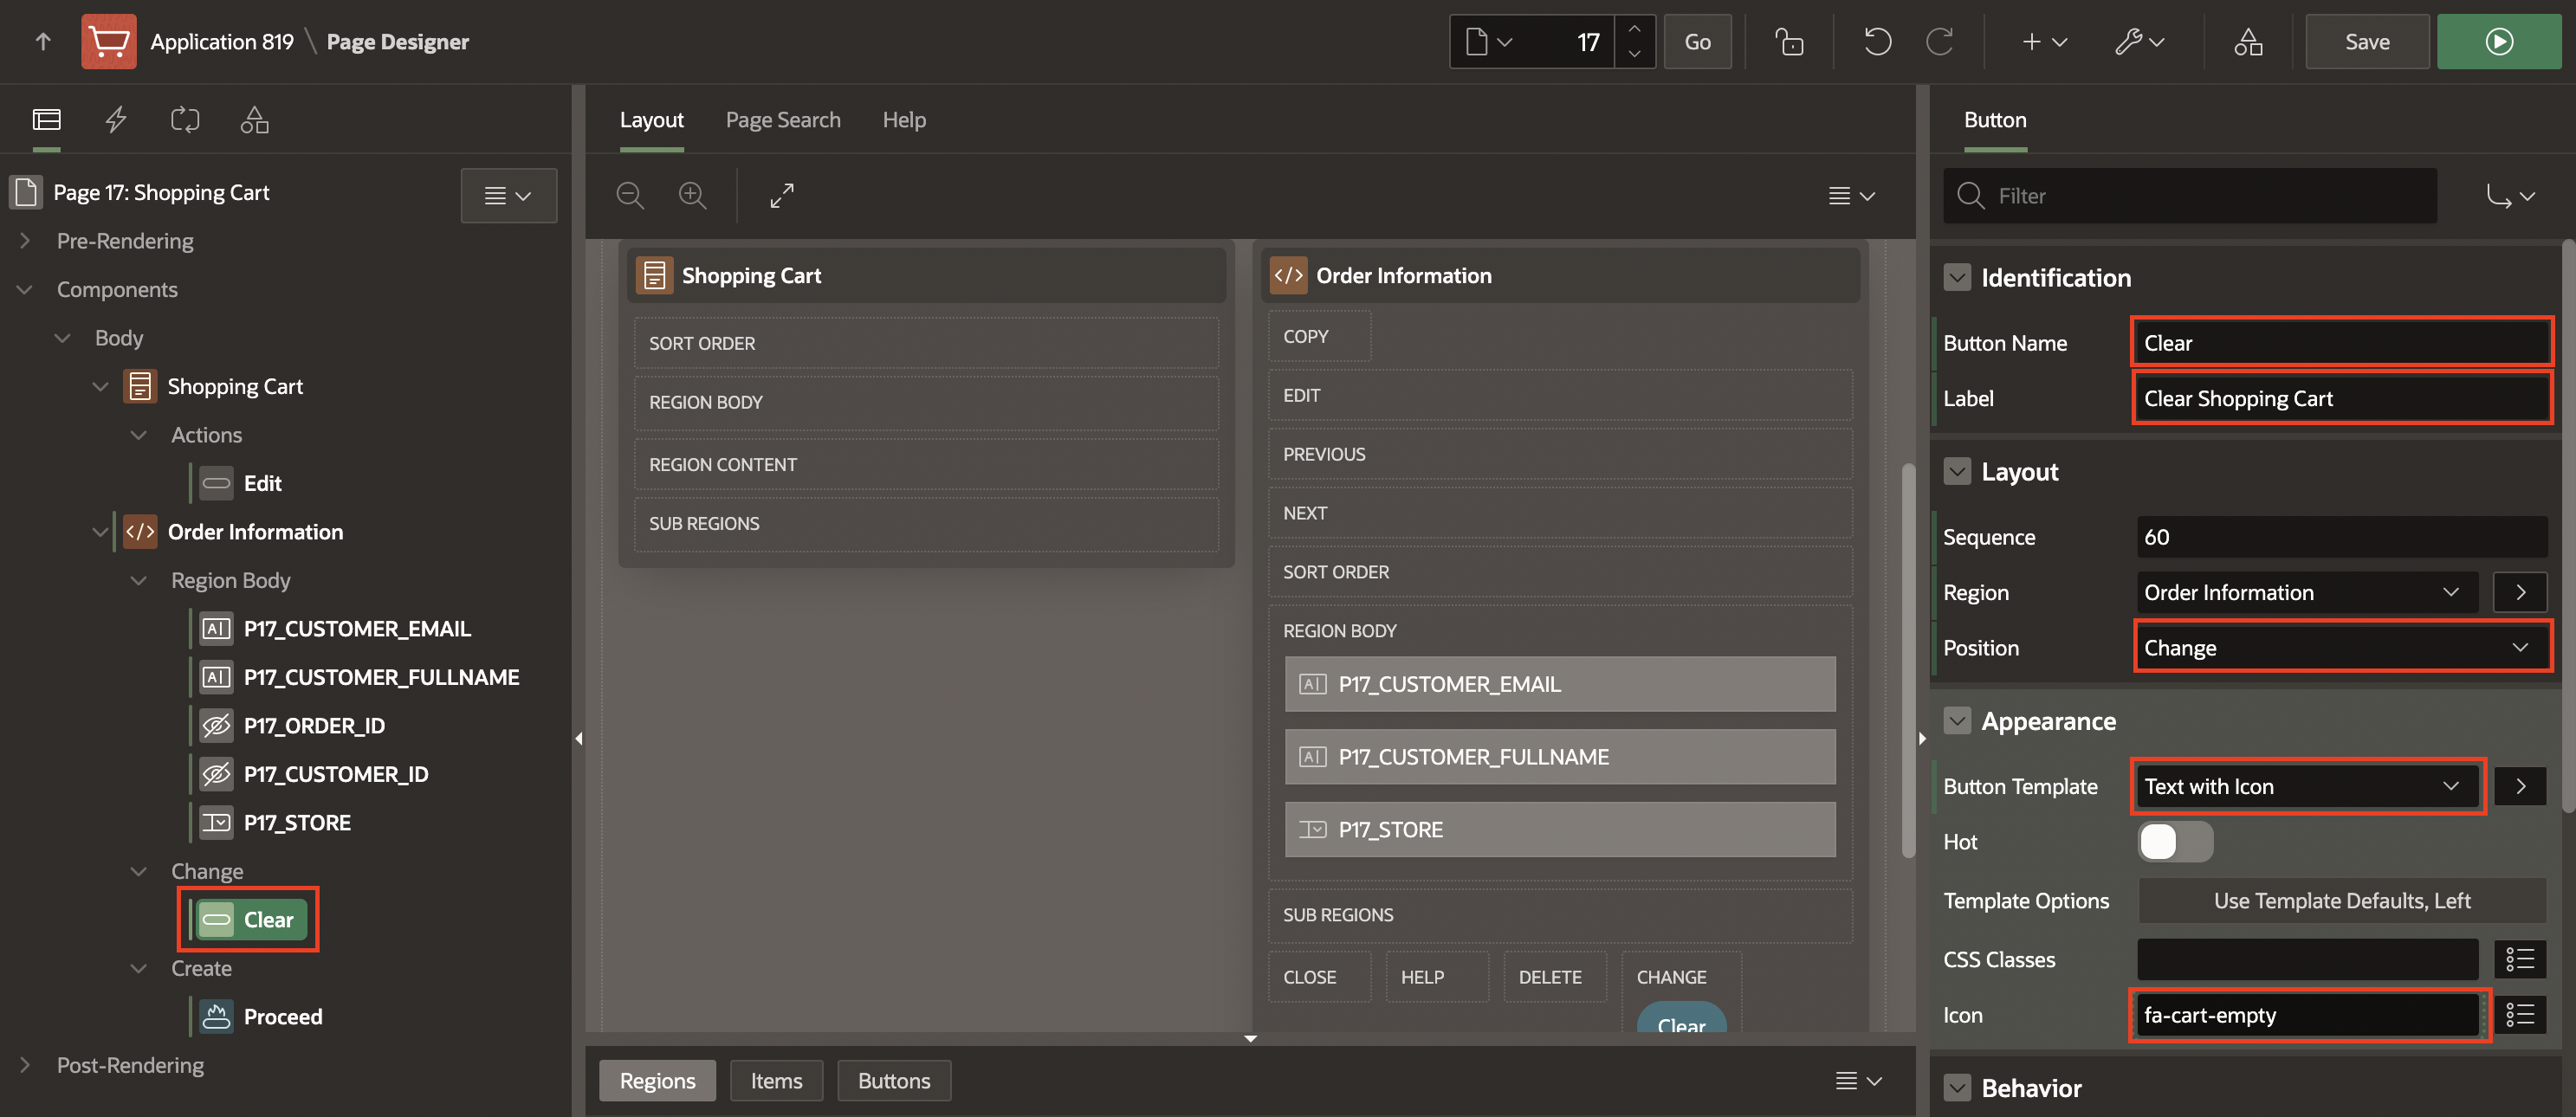 Application 819 \ Page Designer
17
Go
Save
Page 17: Shopping Cart
Pre-Rendering
Components
Body
Shopping Cart
Actions
Edit
Order Information
Region Body
P17_CUSTOMER_EMAIL
P17_CUSTOMER_FULLNAME
P17_ORDER_ID
P17_CUSTOMER_ID
P17_STORE
Change
Clear
Create
Proceed
Post-Rendering
Layout
Page Search
Help
Shopping Cart
SORT ORDER
REGION BODY
REGION CONTENT
SUB REGIONS
Order Information
COPY
EDIT
PREVIOUS
NEXT
SORT ORDER
REGION BODY
P17_CUSTOMER_EMAIL
P17_CUSTOMER_FULLNAME
P17_STORE
SUB REGIONS
CLOSE
HELP
DELETE
CHANGE
Clear
Regions
Items
Buttons
Button
Filter
Identification
Button Name
Clear
Label
Clear Shopping Cart
Layout
Sequence
60
Region
Order Information
Position
Change
Appearance
Button Template
Text with Icon
Hot
Template Options
Use Template Defaults, Left
CSS Classes
Icon
fa-cart-empty
Behavior